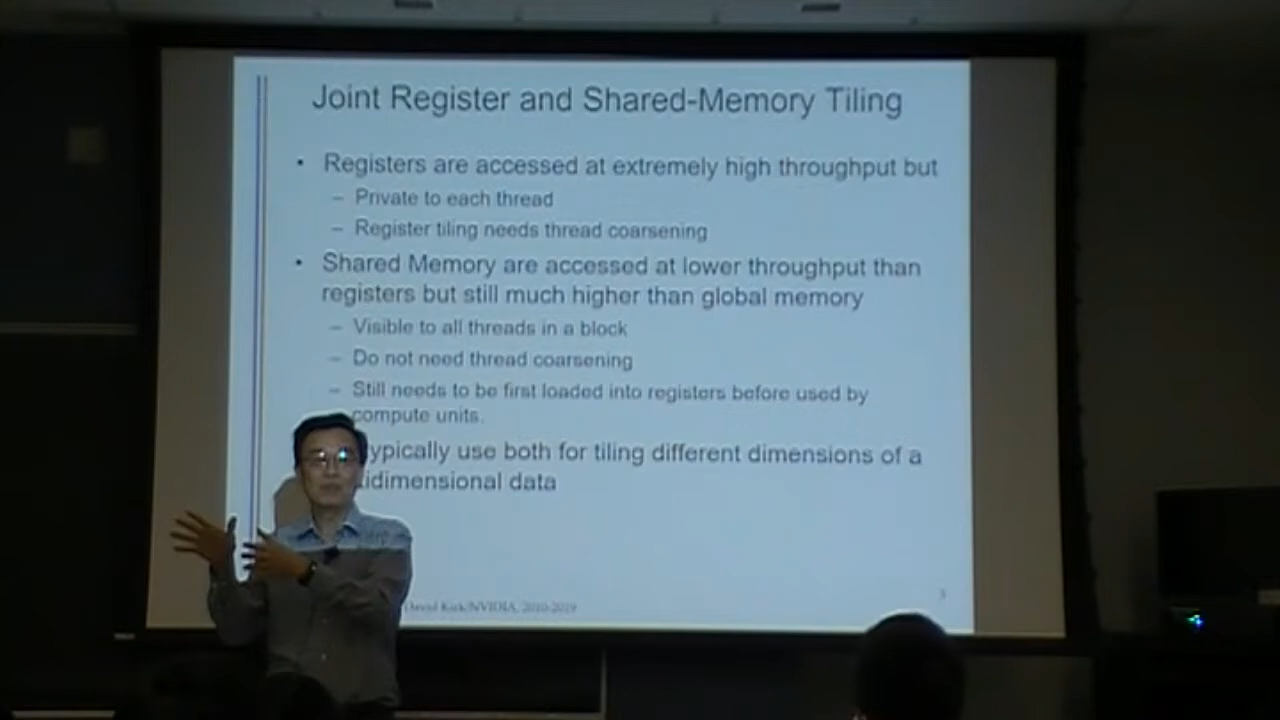 Joint Register and Shared-Memory Tiling
• Registers are accessed at extremely high throughput but
– Private to each thread
– Register tiling needs thread coarsening
• Shared Memory are accessed at lower throughput than
registers but still much higher than global memory
– Visible to all threads in a block
– Do not need thread coarsening
– Still needs to be first loaded into registers before used by
compute units.
ypically use both for tiling different dimensions of a
idimensional data
David Kirk/NVIDIA, 2010-2019